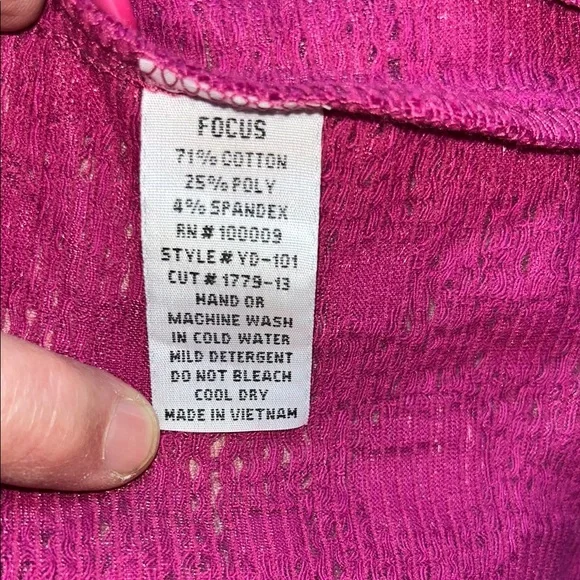 FOCUS
71% COTTON
25% POLY
4% SPANDEX
RN# 100009
STYLE# YD-101
CUT# 1779-13
HAND OR
MACHINE WASH
IN COLD WATER
MILD DETERGENT
DO NOT BLEACH
COOL DRY
MADE IN VIETNAM